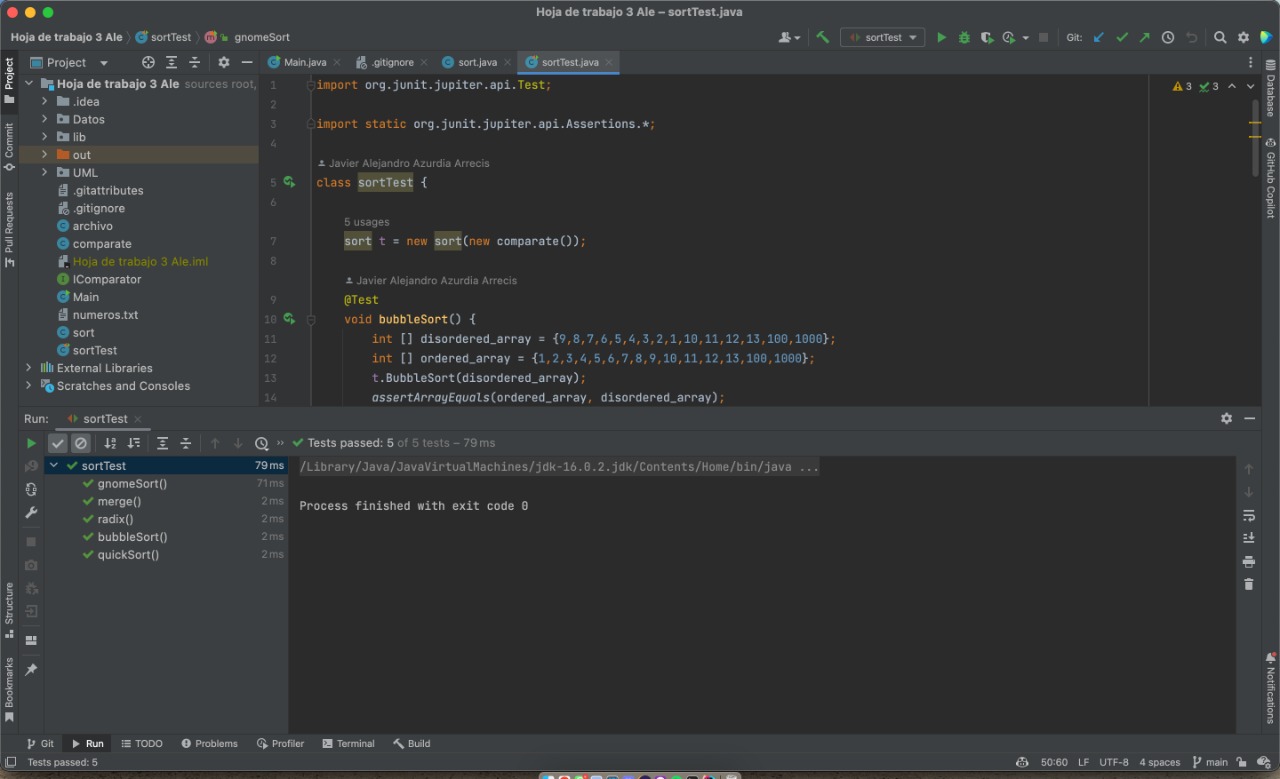 Hoja de trabajo 3 Ale – sortTest.java
Hoja de trabajo 3 Ale
sortTest
gnomeSort
sortTest
Git:
Project
Main.java
.gitignore
sort.java
sortTest.java
Project
Commit
Pull Requests
Hoja de trabajo 3 Ale sources root,
.idea
Datos
lib
out
UML
.gitattributes
.gitignore
archivo
comparate
Hoja de trabajo 3 Ale.iml
IComparator
Main
numeros.txt
sort
sortTest
External Libraries
Scratches and Consoles
1 import org.junit.jupiter.api.Test;
2
3 import static org.junit.jupiter.api.Assertions.*;
4
Javier Alejandro Azurdia Arrecis
5 class sortTest {
6
5 usages
7 sort t = new sort(new comparate());
8
Javier Alejandro Azurdia Arrecis
9 @Test
10 void bubbleSort() {
11 int [] disordered_array = {9,8,7,6,5,4,3,2,1,10,11,12,13,100,1000};
12 int [] ordered_array = {1,2,3,4,5,6,7,8,9,10,11,12,13,100,1000};
13 t.BubbleSort(disordered_array);
14 assertArrayEquals(ordered_array, disordered_array);
3 3
Database
GitHub Copilot
Notifications
Run: sortTest
Tests passed: 5 of 5 tests – 79 ms
sortTest 79 ms
gnomeSort() 71 ms
merge() 2 ms
radix() 2 ms
bubbleSort() 2 ms
quickSort() 2 ms
/Library/Java/JavaVirtualMachines/jdk-16.0.2.jdk/Contents/Home/bin/java ...
Process finished with exit code 0
Structure
Bookmarks
Git
Run
TODO
Problems
Profiler
Terminal
Build
Tests passed: 5
50:60 LF UTF-8 4 spaces main